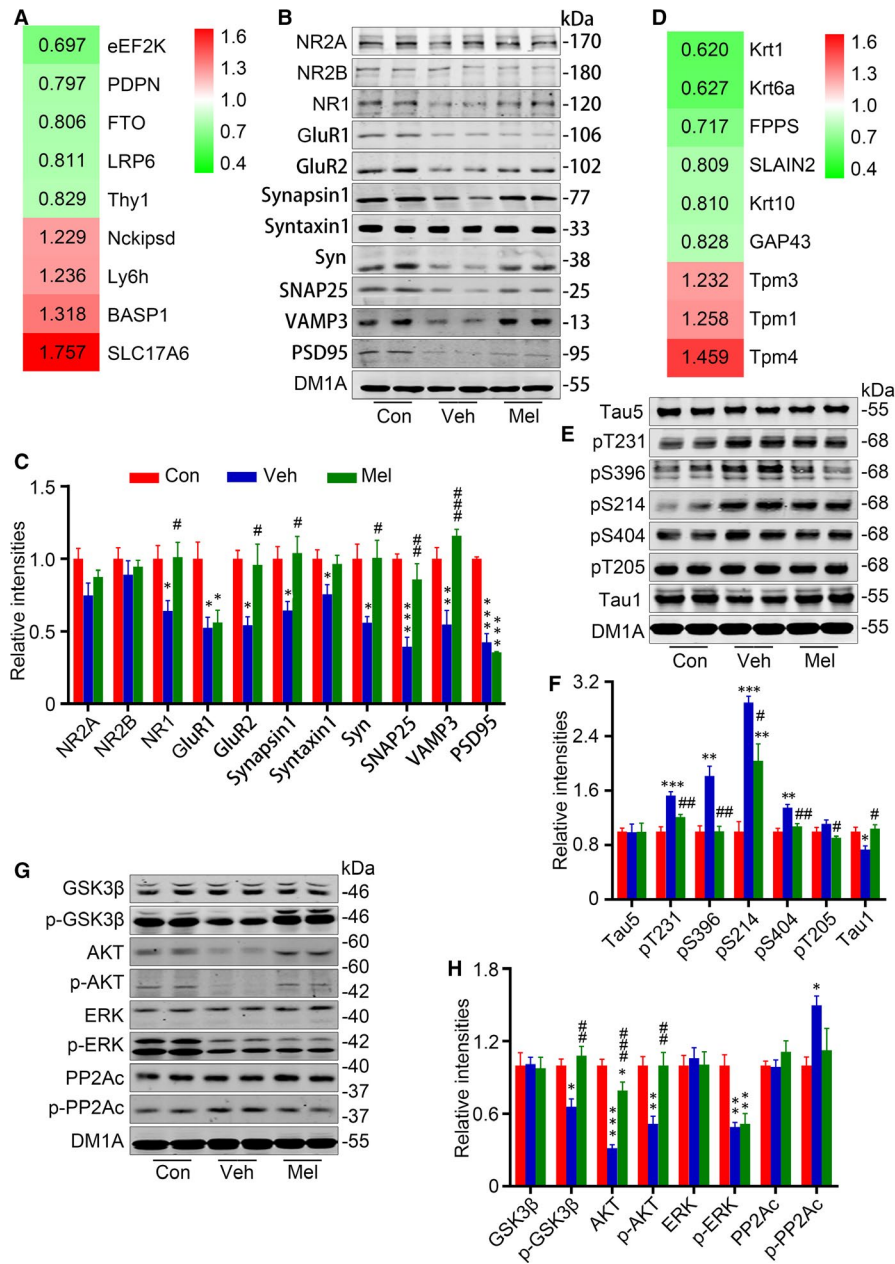 A
0.697 eEF2K
0.797 PDPN
0.806 FTO
0.811 LRP6
0.829 Thy1
1.229 Nckipsd
1.236 Ly6h
1.318 BASP1
1.757 SLC17A6
1.6
1.3
1.0
0.7
0.4
B
kDa
NR2A -170
NR2B -180
NR1 -120
GluR1 -106
GluR2 -102
Synapsin1 -77
Syntaxin1 -33
Syn -38
SNAP25 -25
VAMP3 -13
PSD95 -95
DM1A -55
Con Veh Mel
D
0.620 Krt1
0.627 Krt6a
0.717 FPPS
0.809 SLAIN2
0.810 Krt10
0.828 GAP43
1.232 Tpm3
1.258 Tpm1
1.459 Tpm4
1.6
1.3
1.0
0.7
0.4
C
Con Veh Mel
Relative intensities
1.5
1.0
0.5
0
# # # # # ## ###
* * * * * * * *** ** *** ***
NR2A NR2B NR1 GluR1 GluR2 Synapsin1 Syntaxin1 Syn SNAP25 VAMP3 PSD95
E
kDa
Tau5 -55
pT231 -68
pS396 -68
pS214 -68
pS404 -68
pT205 -68
Tau1 -55
DM1A -55
Con Veh Mel
F
Relative intensities
3.2
2.4
1.6
0.8
0
*** ## ** ## *** # ** ** ## # * #
Tau5 pT231 pS396 pS214 pS404 pT205 Tau1
G
kDa
GSK3β -46
p-GSK3β -46
-60
AKT
-60
p-AKT -42
ERK -40
p-ERK -42
-40
PP2Ac
-37
p-PP2Ac -37
DM1A -55
Con Veh Mel
H
Relative intensities
1.8
1.2
0.6
0
* ## *** ### * ** ## ** ** *
GSK3β p-GSK3β AKT p-AKT ERK p-ERK PP2Ac p-PP2Ac